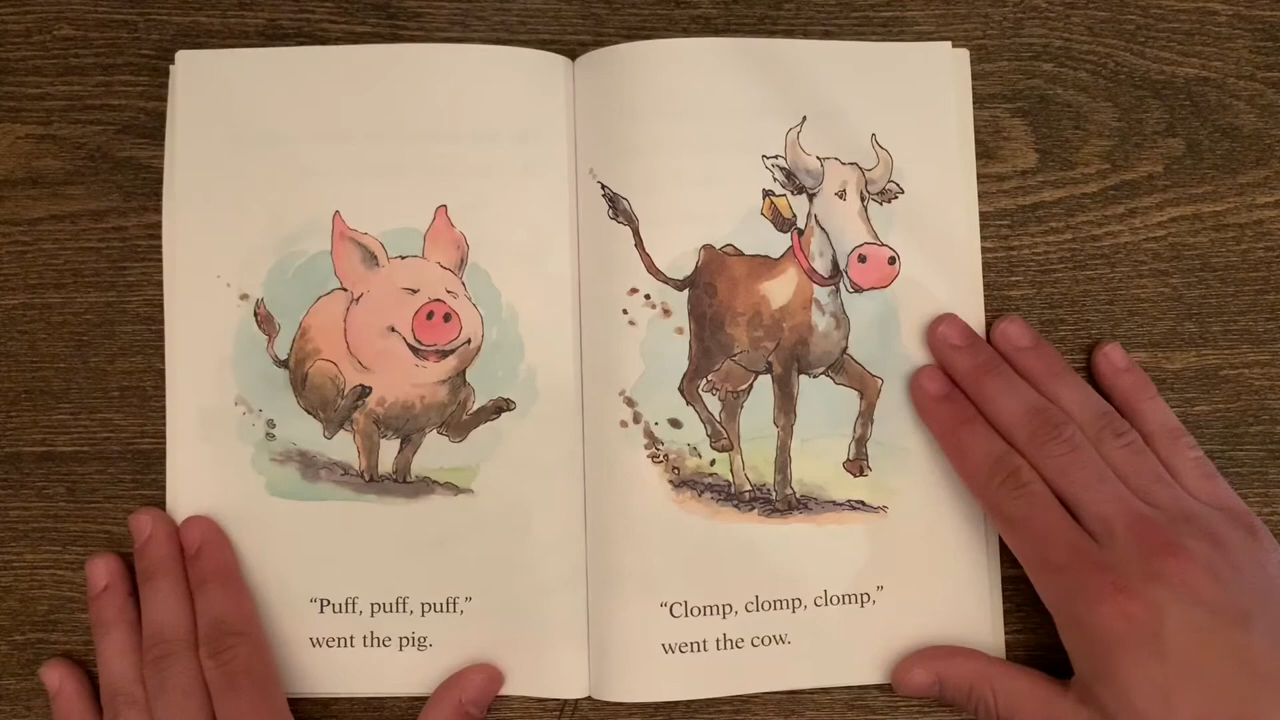 “Puff, puff, puff,”
went the pig.
“Clomp, clomp, clomp,”
went the cow.